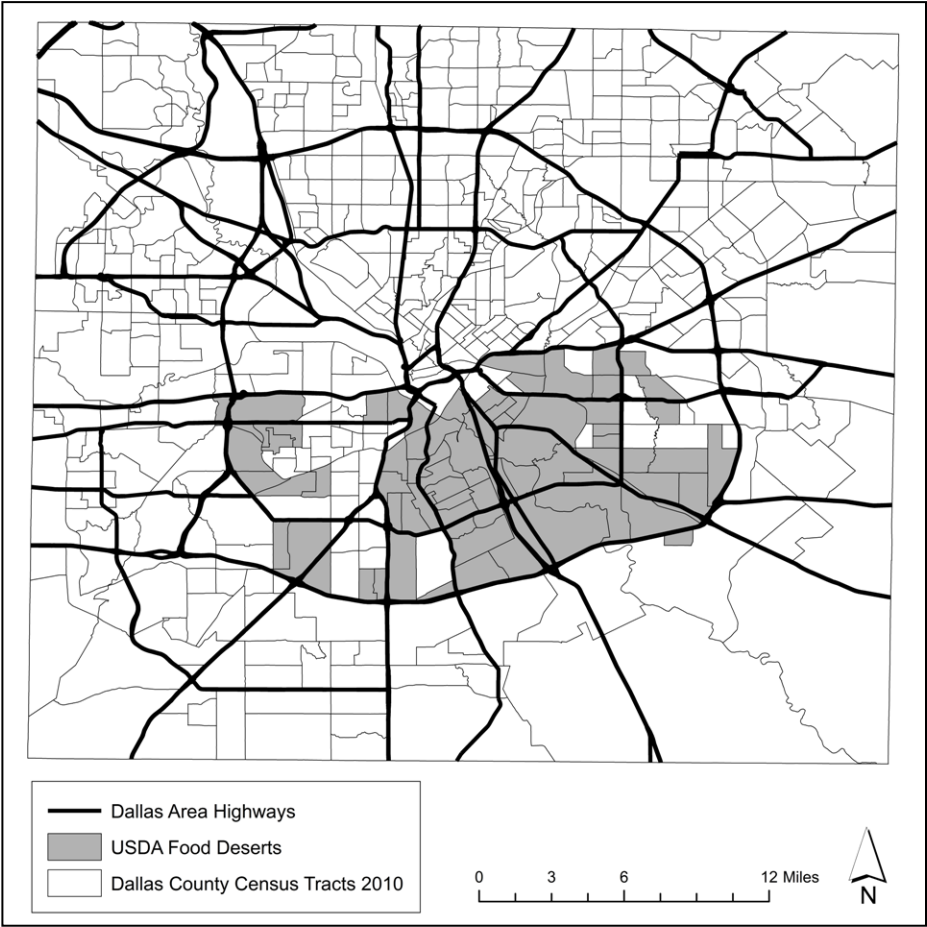 Dallas Area Highways
USDA Food Deserts
Dallas County Census Tracts 2010
0 3 6 12 Miles
N